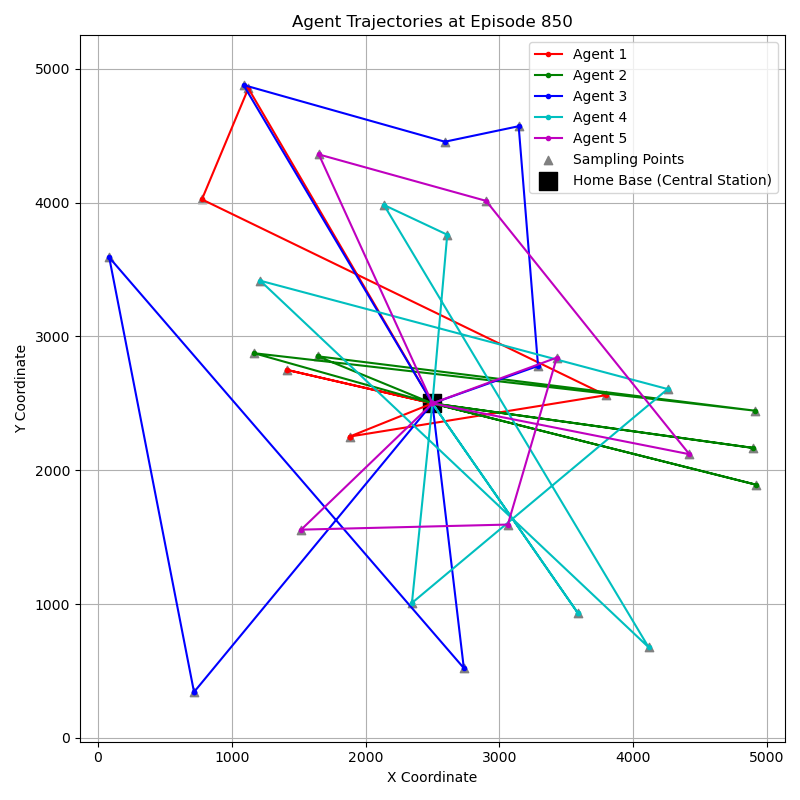 Agent Trajectories at Episode 850
Agent 1
Agent 2
Agent 3
Agent 4
Agent 5
Sampling Points
Home Base (Central Station)
Y Coordinate
5000
4000
3000
2000
1000
0
0 1000 2000 3000 4000 5000
X Coordinate